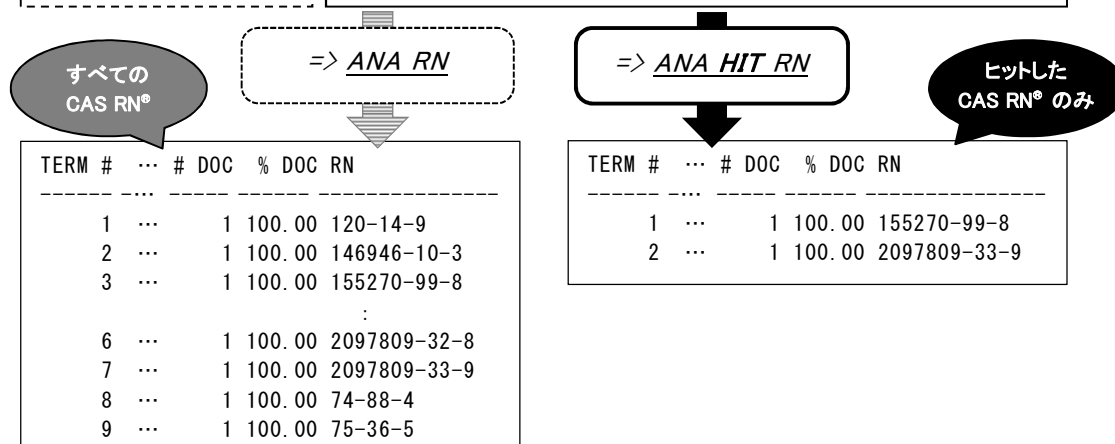 すべての
CAS RN®
=> ANA RN
TERM # … # DOC % DOC RN
------ -… ----- ------ ---------------
1 … 1 100.00 120-14-9
2 … 1 100.00 146946-10-3
3 … 1 100.00 155270-99-8
:
6 … 1 100.00 2097809-32-8
7 … 1 100.00 2097809-33-9
8 … 1 100.00 74-88-4
9 … 1 100.00 75-36-5
=> ANA HIT RN
ヒットした
CAS RN® のみ
TERM # … # DOC % DOC RN
------ -… ----- ------ ---------------
1 … 1 100.00 155270-99-8
2 … 1 100.00 2097809-33-9